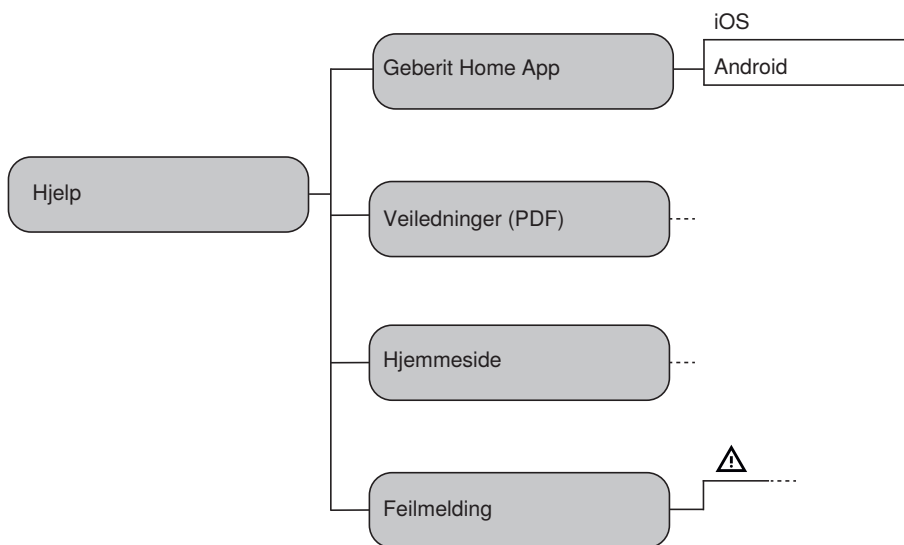 iOS
Geberit Home App
Android
Hjelp
Veiledninger (PDF)
Hjemmeside
Feilmelding